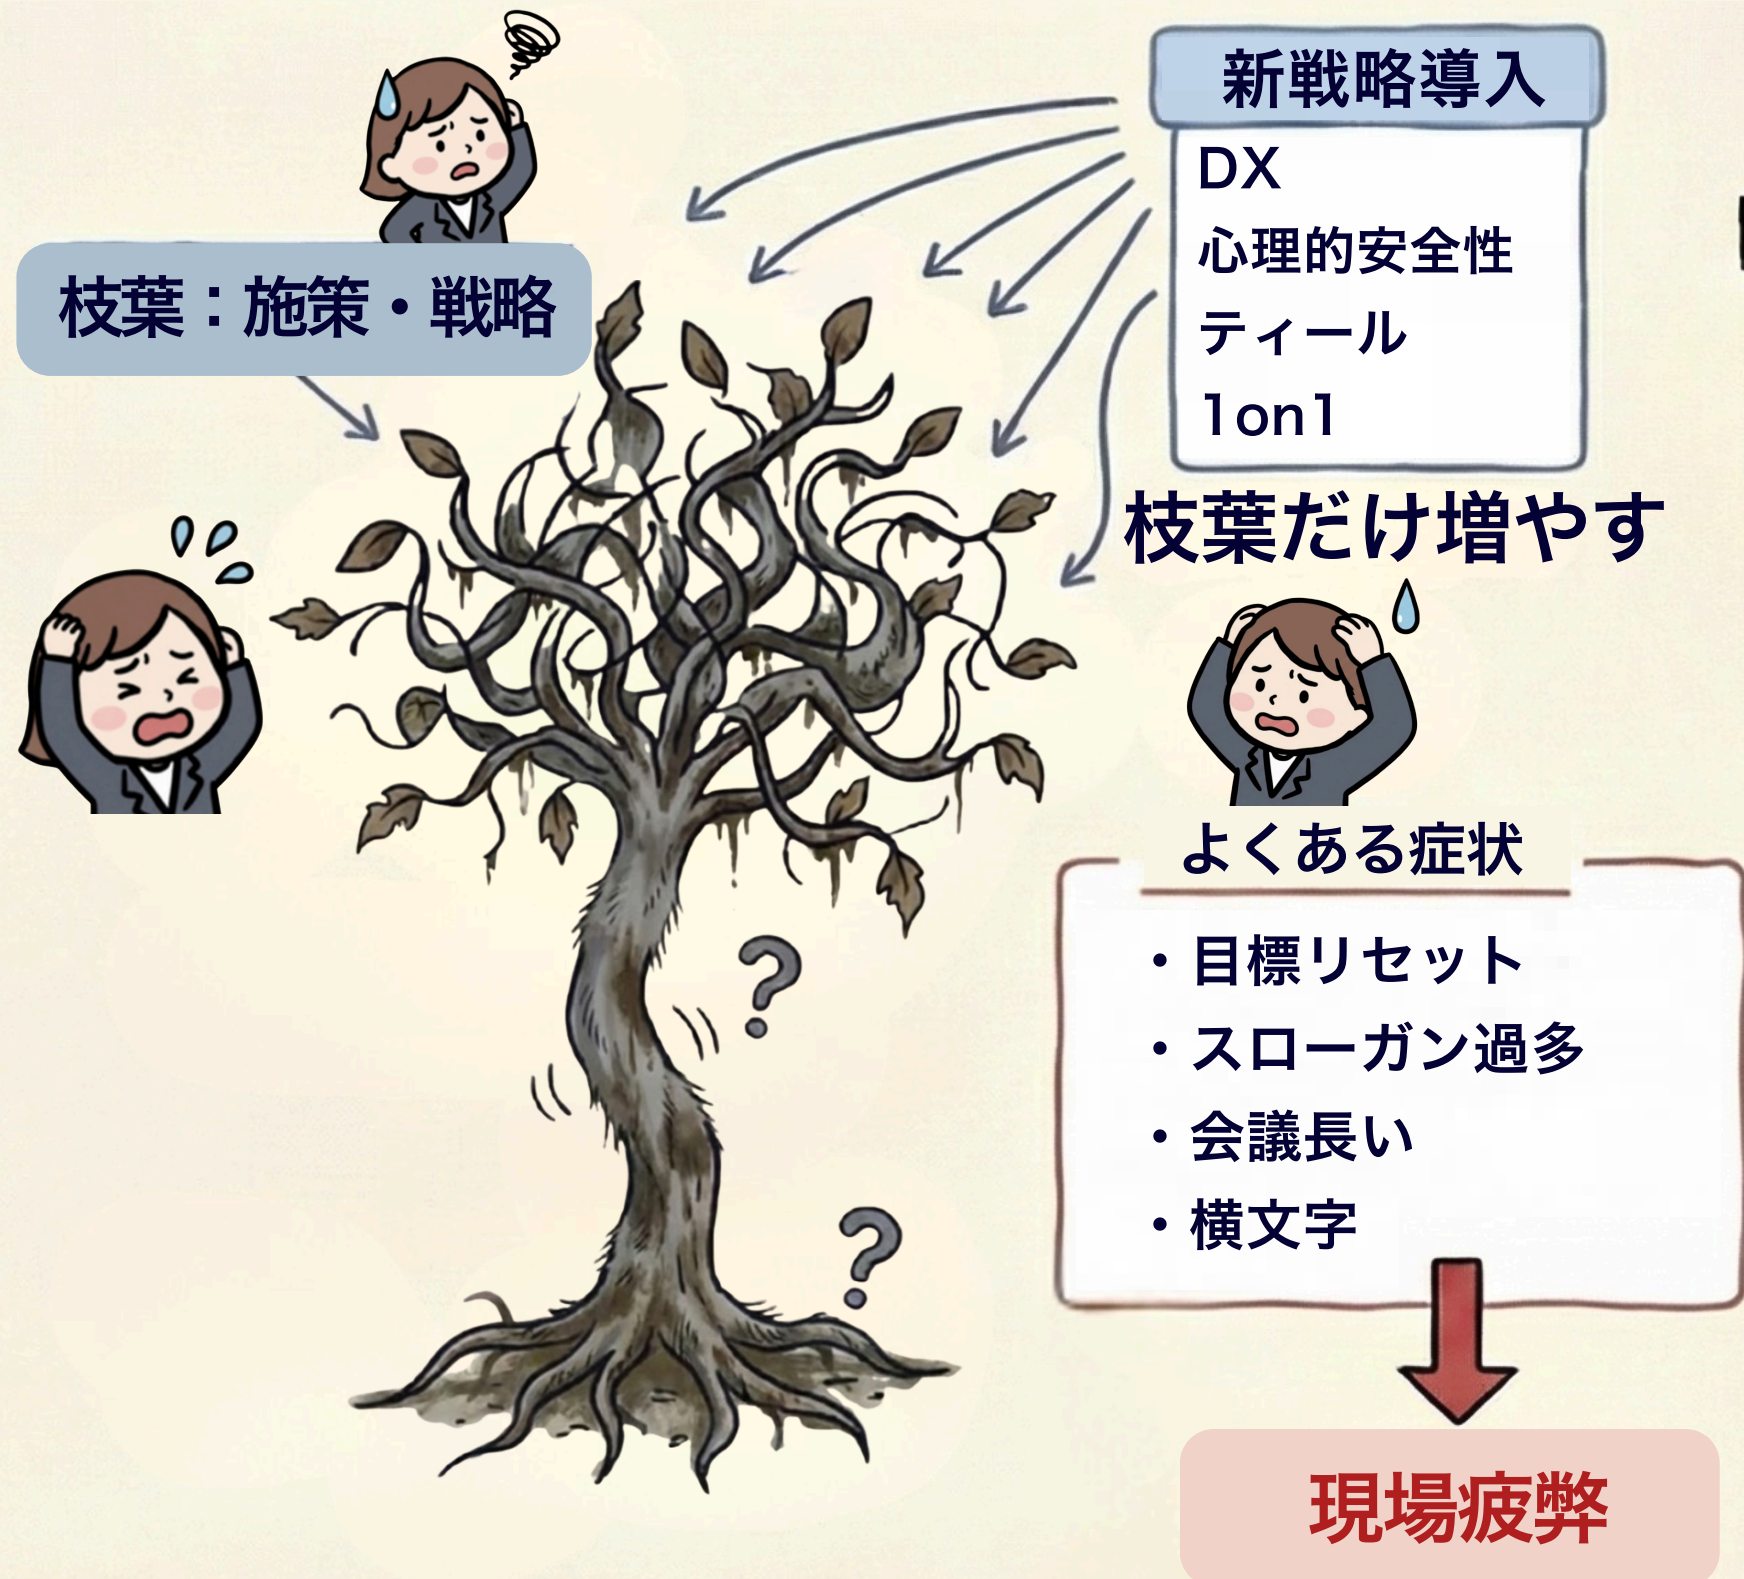 新戦略導入
DX
心理的安全性
ティール
1on1
枝葉：施策・戦略
枝葉だけ増やす
よくある症状
・目標リセット
・スローガン過多
・会議長い
・横文字
?
?
現場疲弊